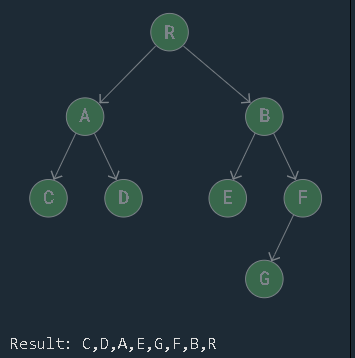 R
A B
C D E F
G
Result: C,D,A,E,G,F,B,R